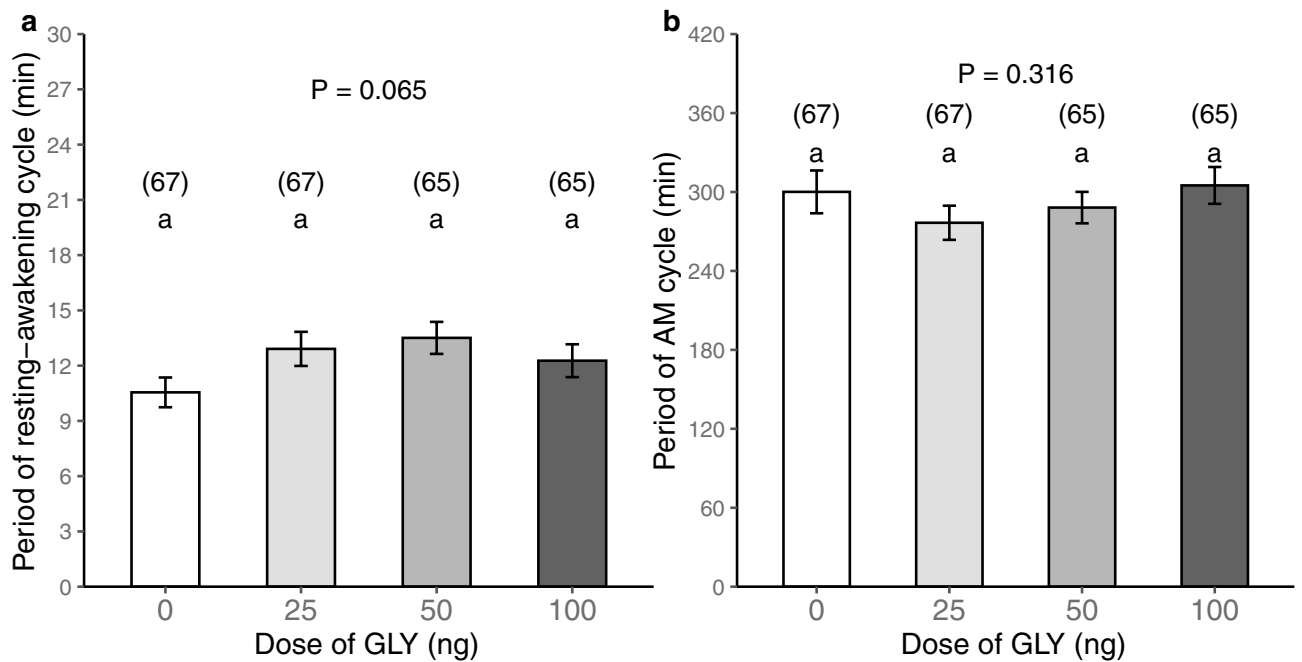 a
Period of resting–awakening cycle (min)
30
27
24
21
18
15
12
9
6
3
0
P = 0.065
(67) (67) (65) (65)
a a a a
0 25 50 100
Dose of GLY (ng)
b
Period of AM cycle (min)
420
360
300
240
180
120
60
0
P = 0.316
(67) (67) (65) (65)
a a a a
0 25 50 100
Dose of GLY (ng)